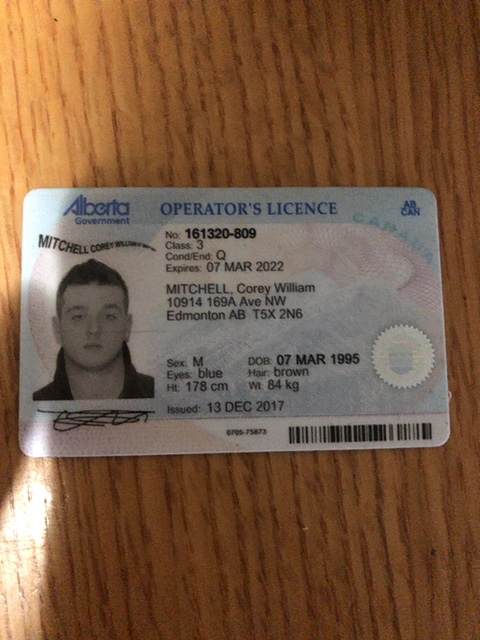 Alberta
Government
OPERATOR'S LICENCE
AB
CAN
CANADA
No: 161320-809
MITCHELL COREY WILLIAM
Class: 3
Cond/End: Q
Expires: 07 MAR 2022
MITCHELL, Corey William
10914 169A Ave NW
Edmonton AB T5X 2N6
Sex: M DOB: 07 MAR 1995
Eyes: blue Hair: brown
Ht: 178 cm Wt: 84 kg
Issued: 13 DEC 2017
0705-75873